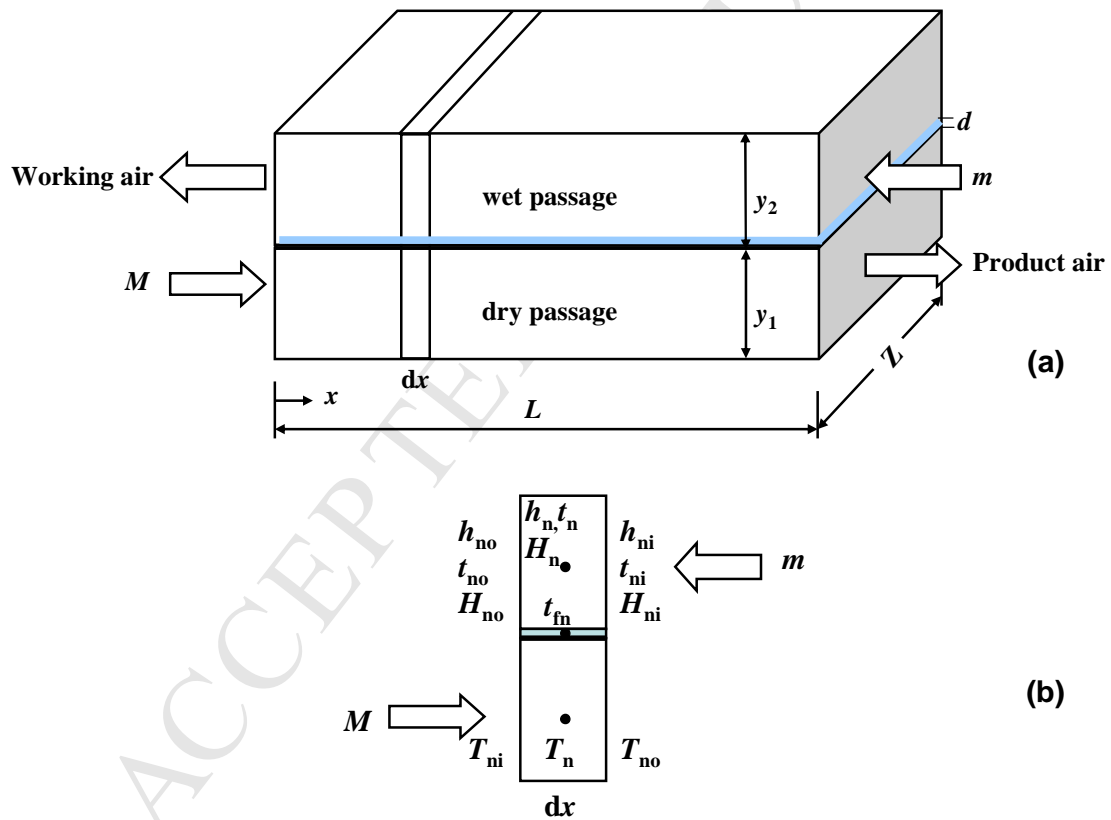 d
Working air
wet passage
y2
m
M
Product air
dry passage
y1
Z
(a)
dx
x
L
hn,tn
hno
hni
Hn
m
tno
tni
Hno
tfn
Hni
(b)
M
Tni
Tn
Tno
dx
ACCEPTE